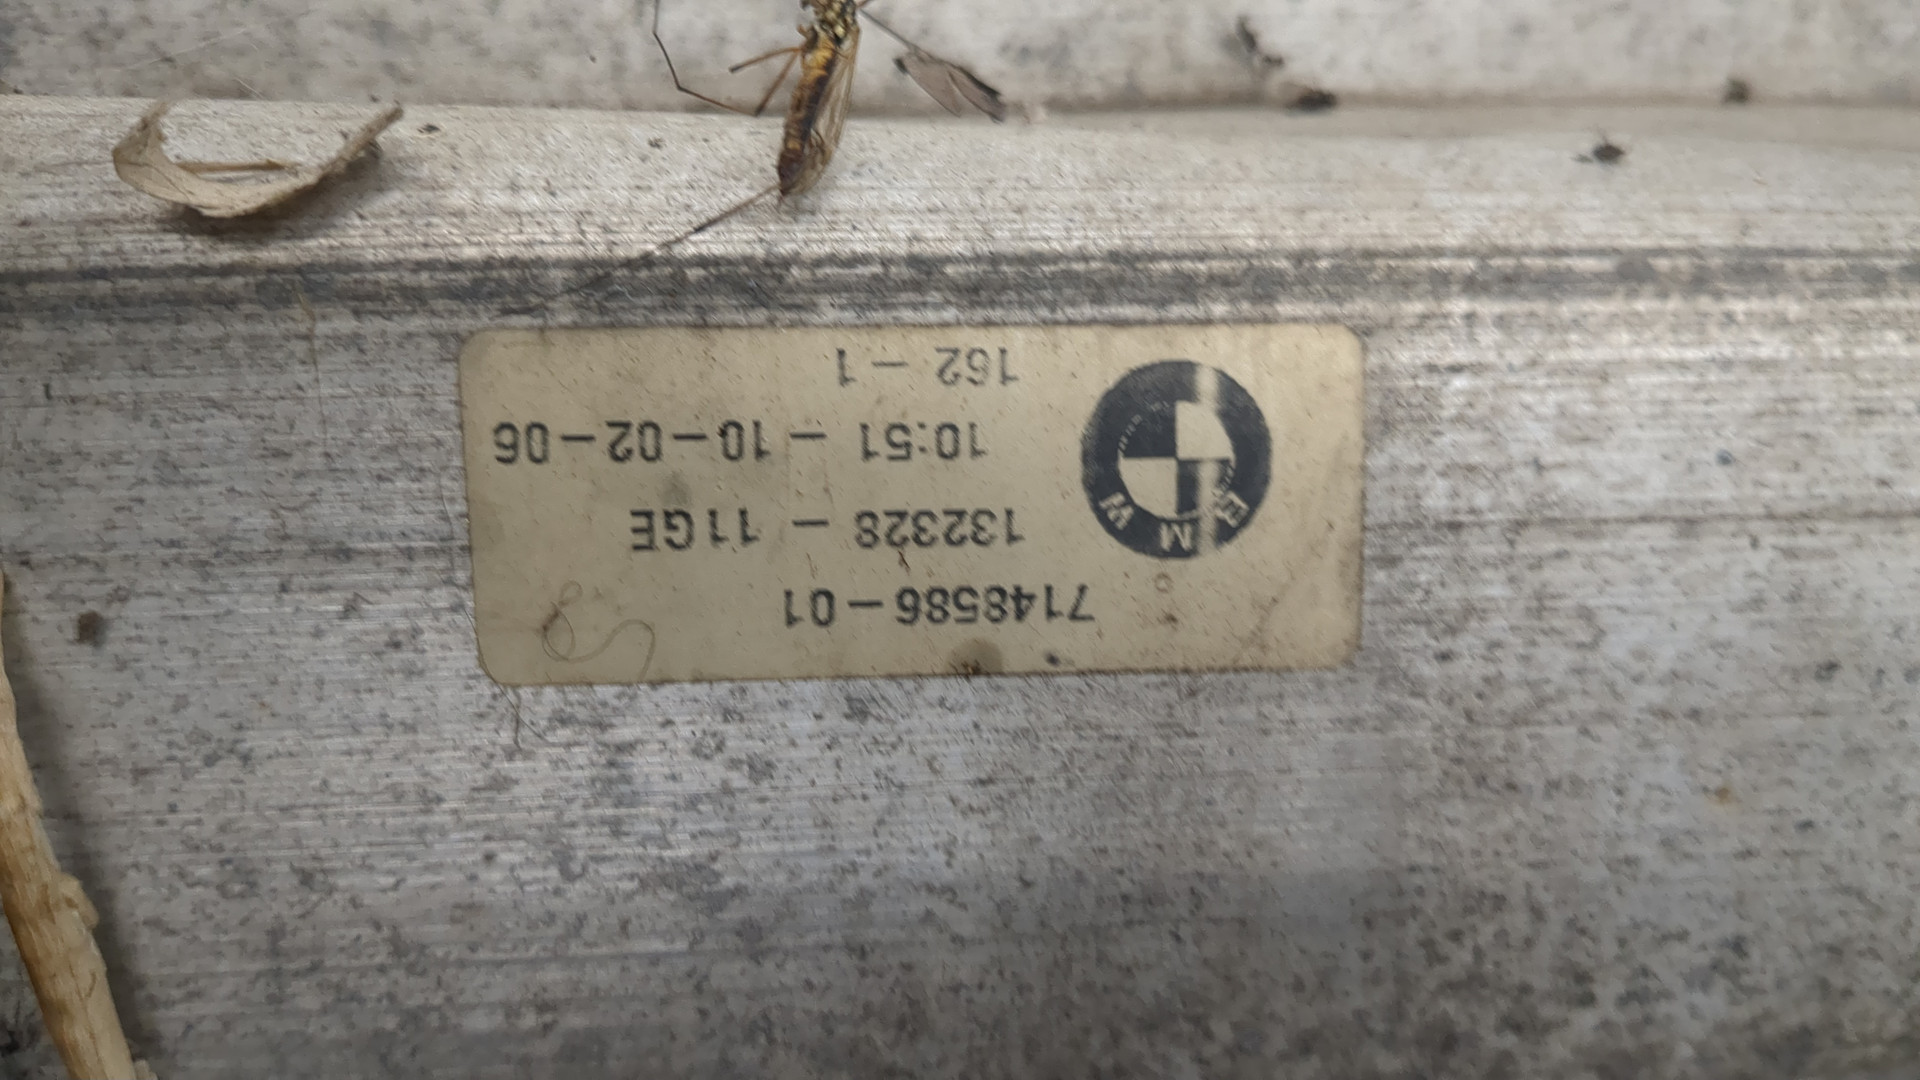 BMW
7148586-01
132328 - 11GE
10:51 - 10-02-06
162 - 1